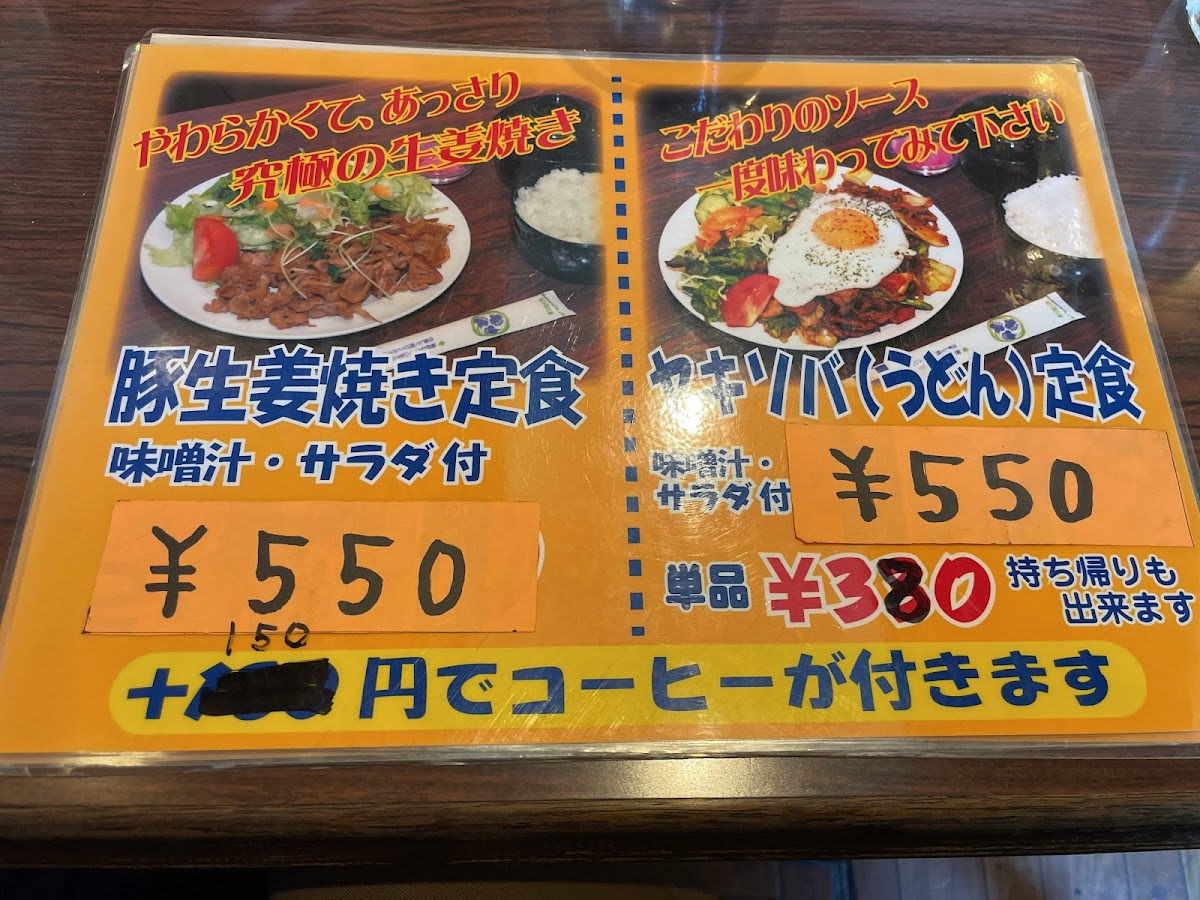 やわらかくて、あっさり
究極の生姜焼き
豚生姜焼き定食
味噌汁・サラダ付
¥550
こだわりのソース
一度味わってみて下さい
ヤキソバ(うどん)定食
味噌汁・
サラダ付
¥550
単品 ¥380
持ち帰りも
出来ます
150
+円でコーヒーが付きます